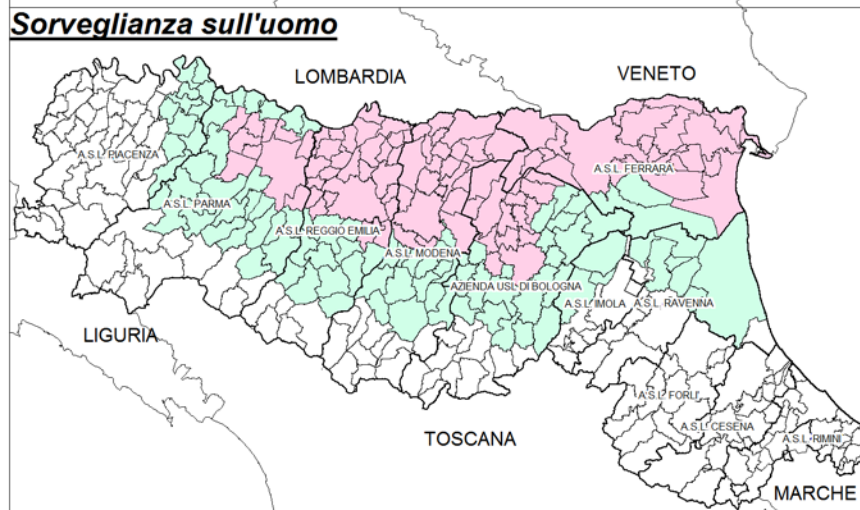 Sorveglianza sull'uomo
LOMBARDIA
VENETO
A.S.L. PIACENZA
A.S.L. FERRARA
A.S.L. PARMA
A.S.L. REGGIO EMILIA
A.S.L. MODENA
AZIENDA USL DI BOLOGNA
A.S.L. IMOLA
A.S.L. RAVENNA
LIGURIA
A.S.L. FORLI'
A.S.L. CESENA
TOSCANA
A.S.L. RIMINI
MARCHE